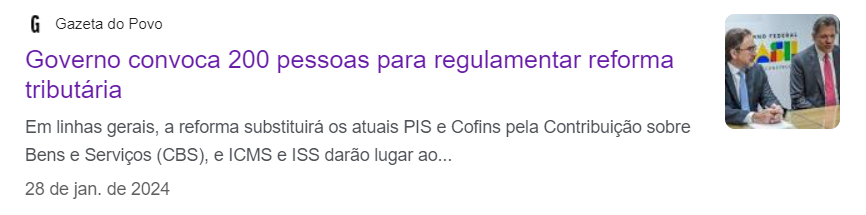 G Gazeta do Povo
Governo convoca 200 pessoas para regulamentar reforma
tributária
Em linhas gerais, a reforma substituirá os atuais PIS e Cofins pela Contribuição sobre
Bens e Serviços (CBS), e ICMS e ISS darão lugar ao...
28 de jan. de 2024